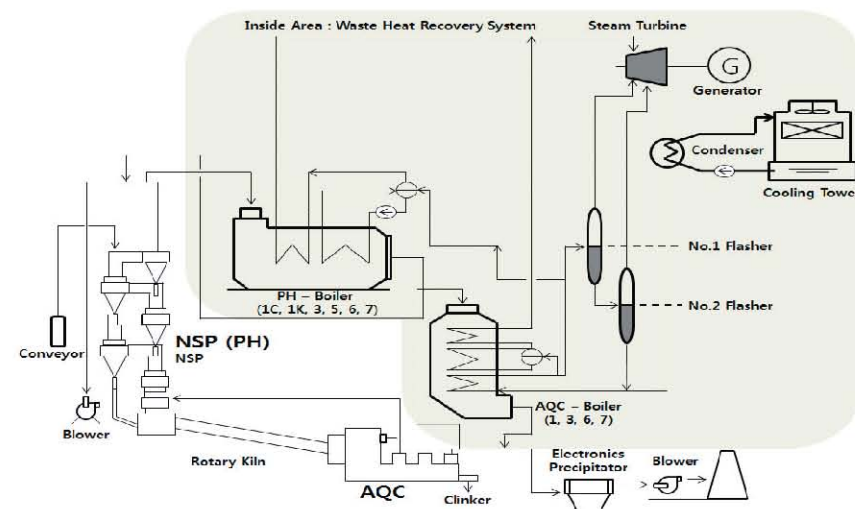 Inside Area : Waste Heat Recovery System
Steam Turbine
G
Generator
Condenser
Cooling Towe
No.1 Flasher
No.2 Flasher
PH – Boiler
(1C, 1K, 3, 5, 6, 7)
NSP (PH)
NSP
Conveyor
AQC – Boiler
(1, 3, 6, 7)
Blower
Rotary Kiln
AQC
Clinker
Electronics
Precipitator
Blower